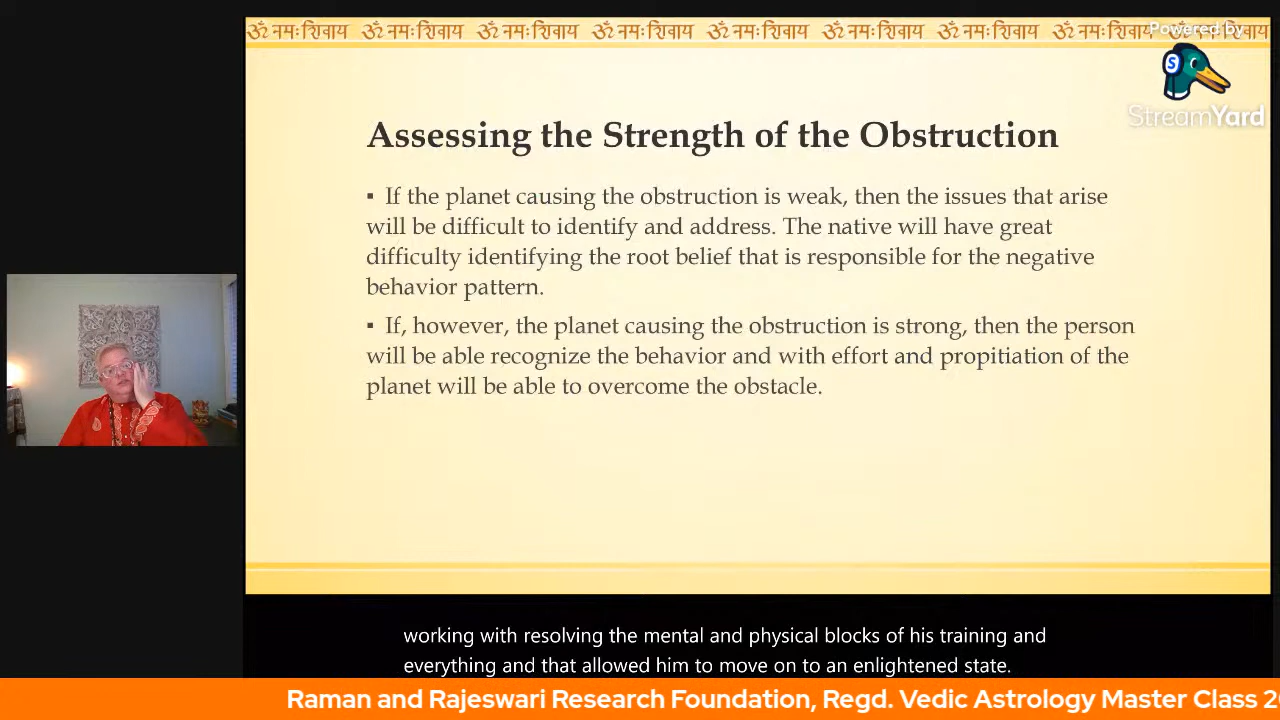 ॐ नमः शिवाय ॐ नमः शिवाय ॐ नमः शिवाय ॐ नमः शिवाय ॐ नमः शिवाय ॐ नमः शिवाय ॐ नमः शिवाय ॐ नमः शिवाय ॐ नमः शिवाय
Powered by
S
StreamYard
Assessing the Strength of the Obstruction
▪ If the planet causing the obstruction is weak, then the issues that arise
will be difficult to identify and address. The native will have great
difficulty identifying the root belief that is responsible for the negative
behavior pattern.
▪ If, however, the planet causing the obstruction is strong, then the person
will be able recognize the behavior and with effort and propitiation of the
planet will be able to overcome the obstacle.
working with resolving the mental and physical blocks of his training and
everything and that allowed him to move on to an enlightened state.
Raman and Rajeswari Research Foundation, Regd. Vedic Astrology Master Class 2